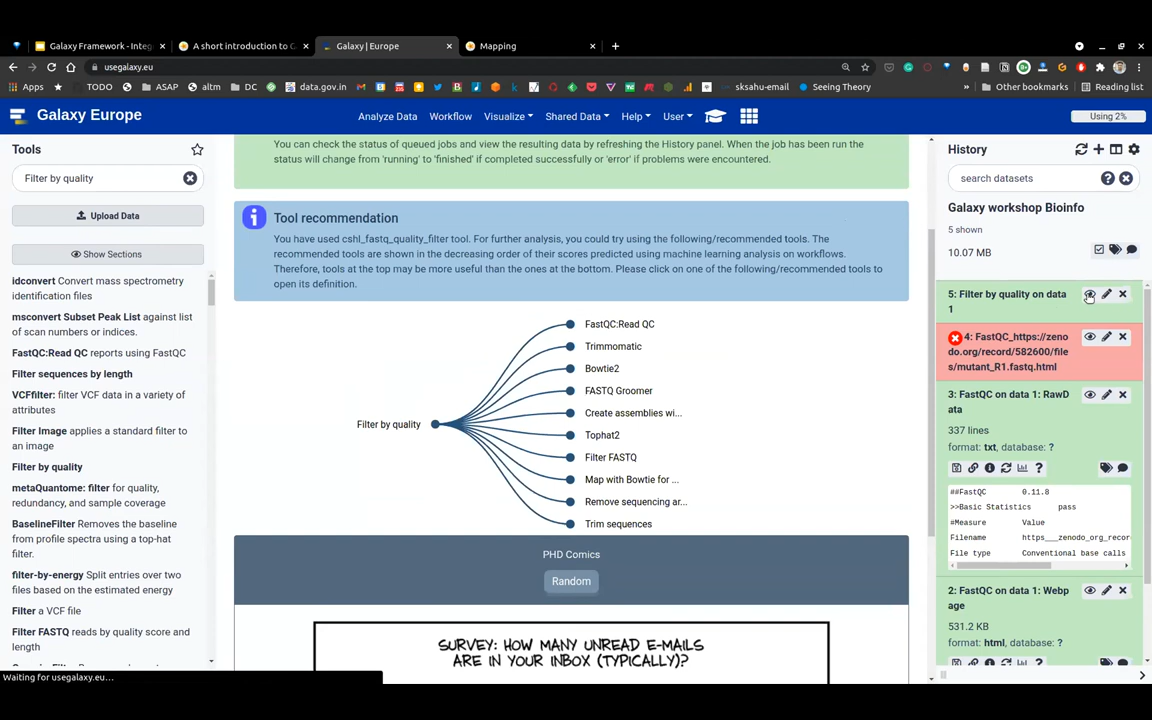 Galaxy Framework - Integ
A short introduction to G
Galaxy | Europe
Mapping
usegalaxy.eu
Apps
TODO
ASAP
altm
DC
data.gov.in
sksahu-email
Seeing Theory
Other bookmarks
Reading list
Galaxy Europe
Analyze Data
Workflow
Visualize
Shared Data
Help
User
Using 2%
Tools
Filter by quality
Upload Data
Show Sections
idconvert Convert mass spectrometry
identification files
msconvert Subset Peak List against list
of scan numbers or indices.
FastQC:Read QC reports using FastQC
Filter sequences by length
VCFfilter: filter VCF data in a variety of
attributes
Filter Image applies a standard filter to
an image
Filter by quality
metaQuantome: filter for quality,
redundancy, and sample coverage
BaselineFilter Removes the baseline
from profile spectra using a top-hat
filter.
filter-by-energy Split entries over two
files based on the estimated energy
Filter a VCF file
Filter FASTQ reads by quality score and
length
Waiting for usegalaxy.eu...
You can check the status of queued jobs and view the resulting data by refreshing the History panel. When the job has been run the
status will change from 'running' to 'finished' if completed successfully or 'error' if problems were encountered.
Tool recommendation
You have used cshl_fastq_quality_filter tool. For further analysis, you could try using the following/recommended tools. The
recommended tools are shown in the decreasing order of their scores predicted using machine learning analysis on workflows.
Therefore, tools at the top may be more useful than the ones at the bottom. Please click on one of the following/recommended tools to
open its definition.
Filter by quality
FastQC:Read QC
Trimmomatic
Bowtie2
FASTQ Groomer
Create assemblies wi...
Tophat2
Filter FASTQ
Map with Bowtie for ...
Remove sequencing ar...
Trim sequences
PHD Comics
Random
SURVEY: HOW MANY UNREAD E-MAILS
ARE IN YOUR INBOX (TYPICALLY)?
History
search datasets
Galaxy workshop Bioinfo
5 shown
10.07 MB
5: Filter by quality on data
1
4: FastQC_https://zeno
do.org/record/582600/file
s/mutant_R1.fastq.html
3: FastQC on data 1: RawD
ata
337 lines
format: txt, database: ?
##FastQC 0.11.8
>>Basic Statistics pass
#Measure Value
Filename https___zenodo_org_recor
File type Conventional base calls
2: FastQC on data 1: Webp
age
531.2 KB
format: html, database: ?